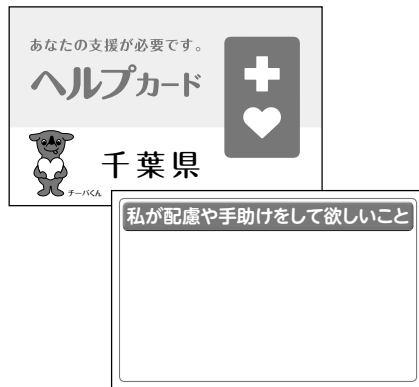 あなたの支援が必要です。
ヘルプカード
千葉県
チーバくん
私が配慮や手助けをして欲しいこと